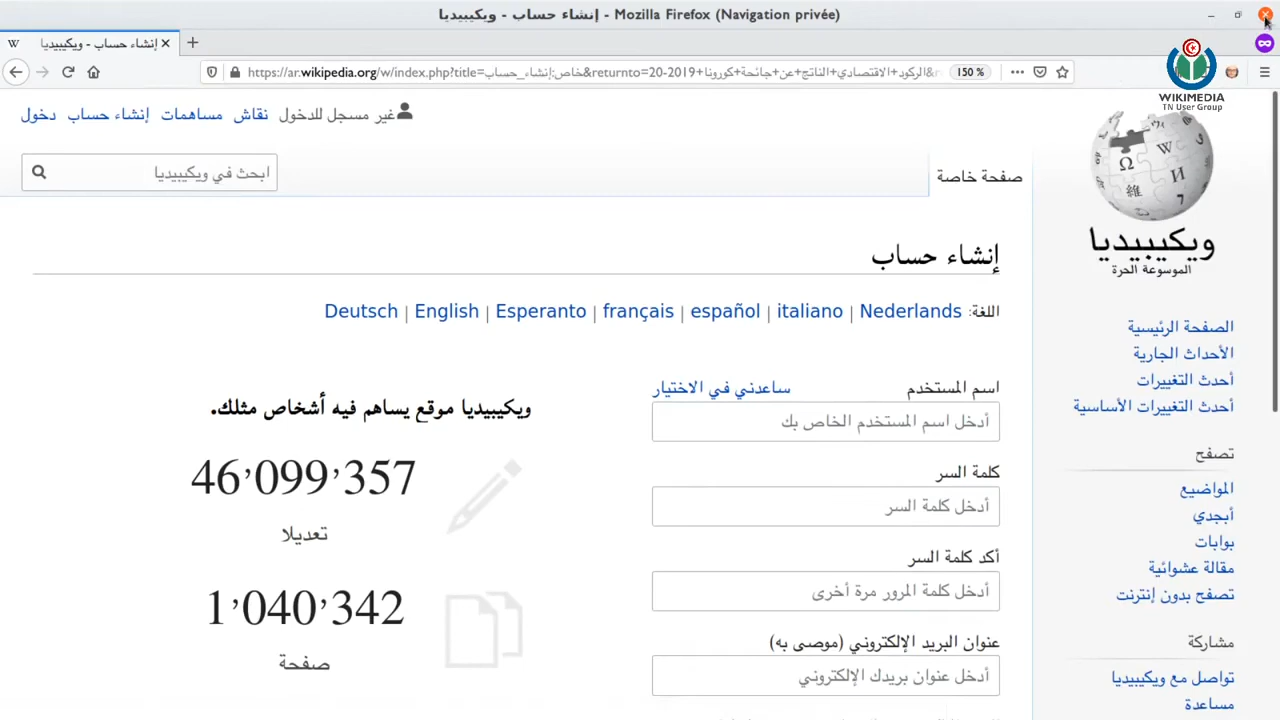 إنشاء حساب - ويكيبيديا - Mozilla Firefox (Navigation privée)
إنشاء حساب - ويكيبيديا
https://ar.wikipedia.org/w/index.php?title=خاص:إنشاء_حساب&returnto=الركود+الاقتصادي+الناتج+عن+جائحة+كورونا+2019-20
150 %
WIKIMEDIA
TN User Group
غير مسجل للدخول نقاش مساهمات إنشاء حساب دخول
صفحة خاصة
ابحث في ويكيبيديا
ويكيبيديا
الموسوعة الحرة
إنشاء حساب
اللغة: Deutsch | English | Esperanto | français | español | italiano | Nederlands
اسم المستخدم ساعدني في الاختيار
أدخل اسم المستخدم الخاص بك
كلمة السر
أدخل كلمة السر
أكد كلمة السر
أدخل كلمة المرور مرة أخرى
عنوان البريد الإلكتروني (موصى به)
أدخل عنوان بريدك الإلكتروني
ويكيبيديا موقع يساهم فيه أشخاص مثلك.
46٬099٬357
تعديلا
1٬040٬342
صفحة
الصفحة الرئيسية
الأحداث الجارية
أحدث التغييرات
أحدث التغييرات الأساسية
تصفح
المواضيع
أبجدي
بوابات
مقالة عشوائية
تصفح بدون إنترنت
مشاركة
تواصل مع ويكيبيديا
مساعدة